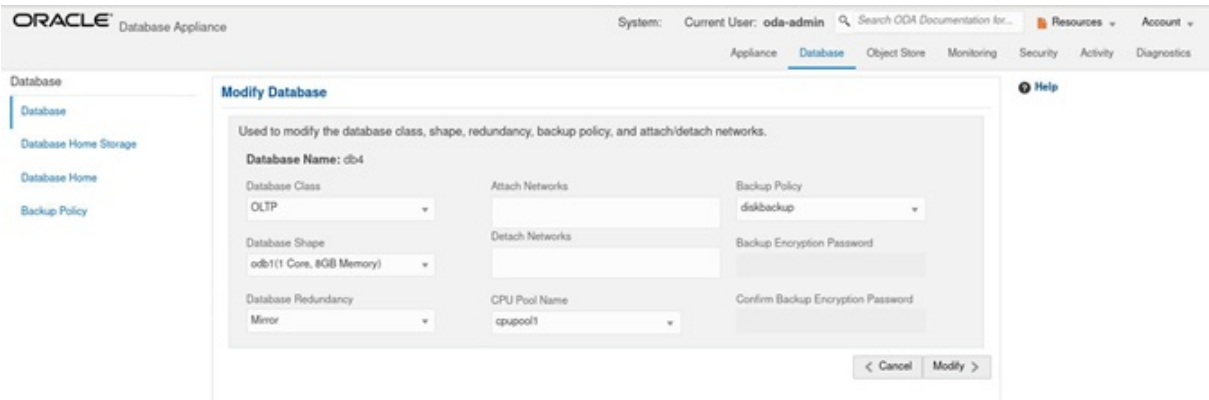 ORACLE® Database Appliance
System: Current User: oda-admin Search ODA Documentation for... Resources Account
Appliance Database Object Store Monitoring Security Activity Diagnostics
Database
Database
Database Home Storage
Database Home
Backup Policy
Modify Database
Help
Used to modify the database class, shape, redundancy, backup policy, and attach/detach networks.
Database Name: db4
Database Class Attach Networks Backup Policy
OLTP diskbackup
Database Shape Detach Networks Backup Encryption Password
odb1(1 Core, 8GB Memory)
Database Redundancy CPU Pool Name Confirm Backup Encryption Password
Mirror cpupool1
< Cancel Modify >